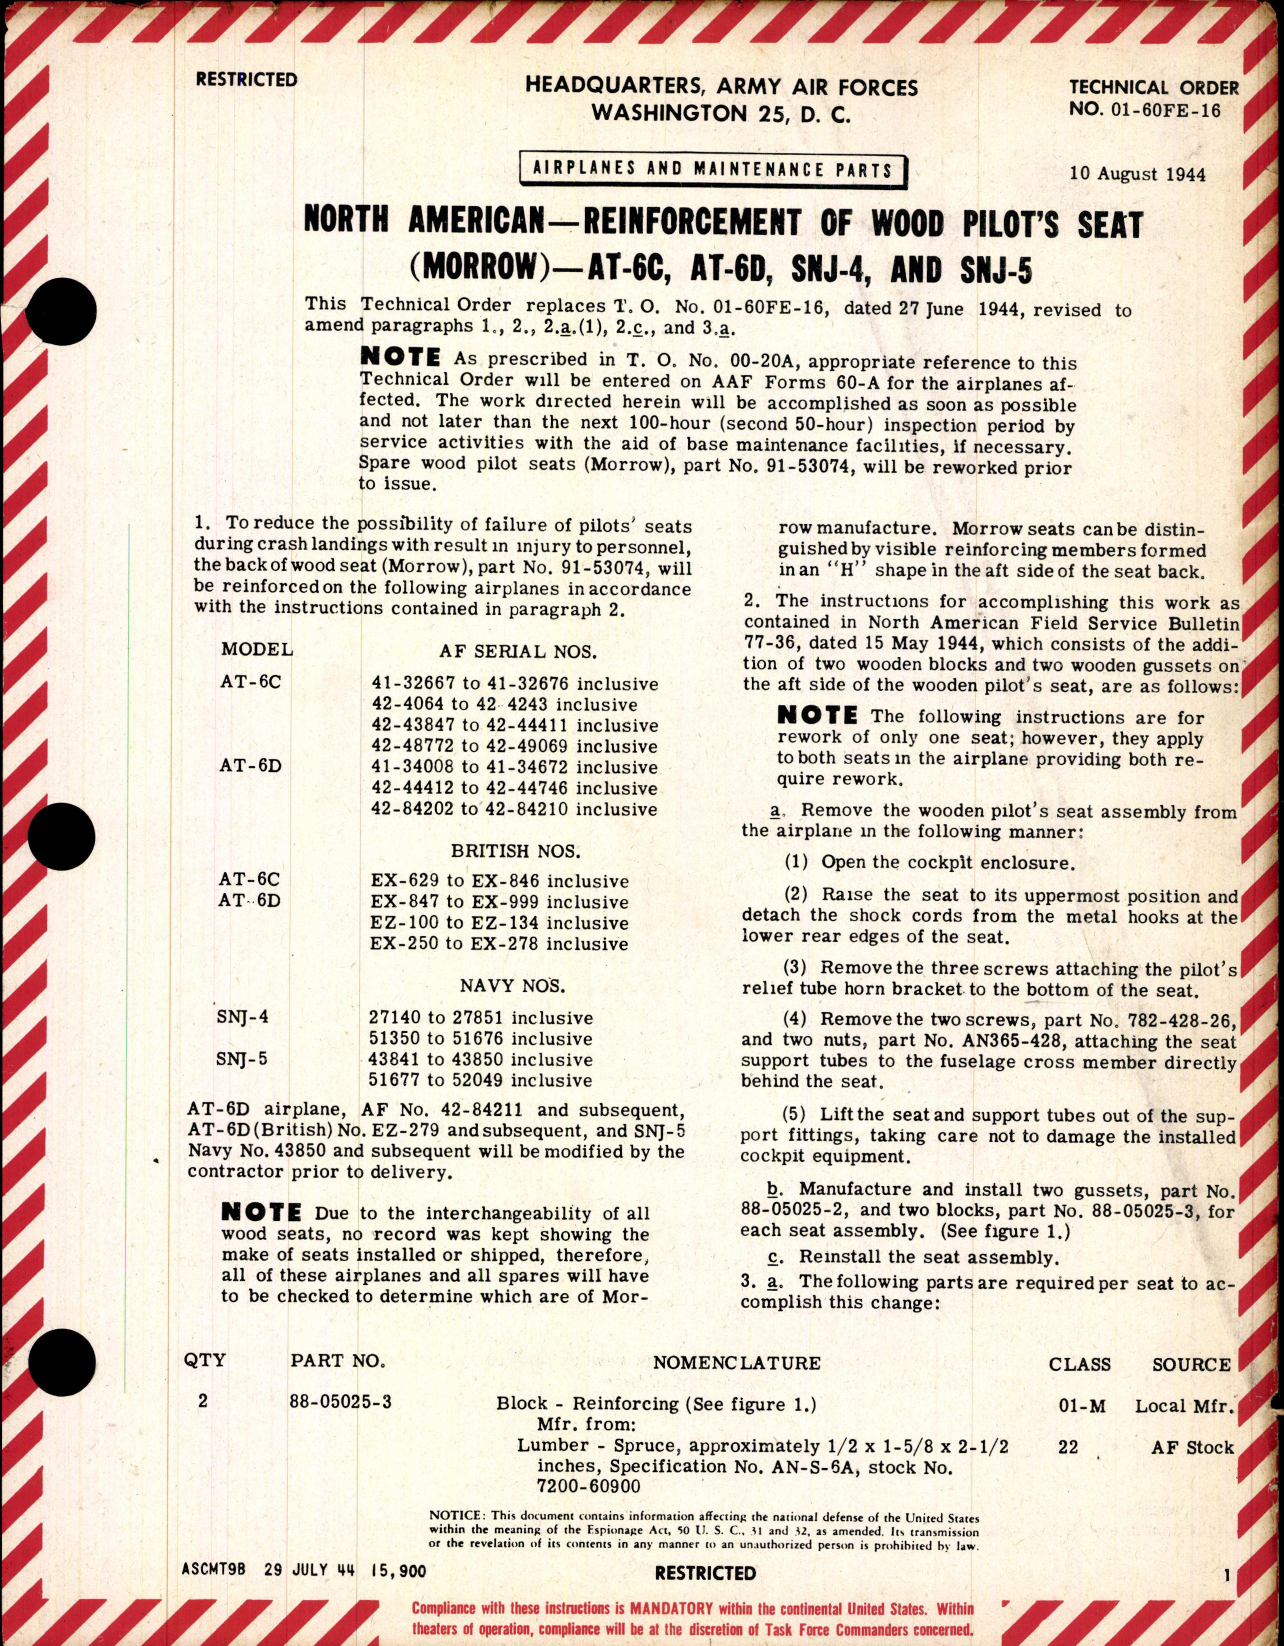 RESTRICTED
HEADQUARTERS, ARMY AIR FORCES
WASHINGTON 25, D. C.
TECHNICAL ORDER
NO. 01-60FE-16
AIRPLANES AND MAINTENANCE PARTS
10 August 1944
NORTH AMERICAN—REINFORCEMENT OF WOOD PILOT'S SEAT
(MORROW)—AT-6C, AT-6D, SNJ-4, AND SNJ-5
This Technical Order replaces T. O. No. 01-60FE-16, dated 27 June 1944, revised to
amend paragraphs 1., 2., 2.a.(1), 2.c., and 3.a.
NOTE As prescribed in T. O. No. 00-20A, appropriate reference to this
Technical Order will be entered on AAF Forms 60-A for the airplanes af-
fected. The work directed herein will be accomplished as soon as possible
and not later than the next 100-hour (second 50-hour) inspection period by
service activities with the aid of base maintenance facilities, if necessary.
Spare wood pilot seats (Morrow), part No. 91-53074, will be reworked prior
to issue.
1. To reduce the possibility of failure of pilots' seats
during crash landings with result in injury to personnel,
the back of wood seat (Morrow), part No. 91-53074, will
be reinforced on the following airplanes in accordance
with the instructions contained in paragraph 2.
MODEL AF SERIAL NOS.
AT-6C 41-32667 to 41-32676 inclusive
42-4064 to 42 4243 inclusive
42-43847 to 42-44411 inclusive
42-48772 to 42-49069 inclusive
AT-6D 41-34008 to 41-34672 inclusive
42-44412 to 42-44746 inclusive
42-84202 to 42-84210 inclusive
BRITISH NOS.
AT-6C EX-629 to EX-846 inclusive
AT-6D EX-847 to EX-999 inclusive
EZ-100 to EZ-134 inclusive
EX-250 to EX-278 inclusive
NAVY NOS.
SNJ-4 27140 to 27851 inclusive
51350 to 51676 inclusive
SNJ-5 43841 to 43850 inclusive
51677 to 52049 inclusive
AT-6D airplane, AF No. 42-84211 and subsequent,
AT-6D (British) No. EZ-279 and subsequent, and SNJ-5
Navy No. 43850 and subsequent will be modified by the
contractor prior to delivery.
NOTE Due to the interchangeability of all
wood seats, no record was kept showing the
make of seats installed or shipped, therefore,
all of these airplanes and all spares will have
to be checked to determine which are of Mor-
row manufacture. Morrow seats can be distin-
guished by visible reinforcing members formed
in an "H" shape in the aft side of the seat back.
2. The instructions for accomplishing this work as
contained in North American Field Service Bulletin
77-36, dated 15 May 1944, which consists of the addi-
tion of two wooden blocks and two wooden gussets on
the aft side of the wooden pilot's seat, are as follows:
NOTE The following instructions are for
rework of only one seat; however, they apply
to both seats in the airplane providing both re-
quire rework.
a. Remove the wooden pilot's seat assembly from
the airplane in the following manner:
(1) Open the cockpit enclosure.
(2) Raise the seat to its uppermost position and
detach the shock cords from the metal hooks at the
lower rear edges of the seat.
(3) Remove the three screws attaching the pilot's
relief tube horn bracket to the bottom of the seat.
(4) Remove the two screws, part No. 782-428-26,
and two nuts, part No. AN365-428, attaching the seat
support tubes to the fuselage cross member directly
behind the seat.
(5) Lift the seat and support tubes out of the sup-
port fittings, taking care not to damage the installed
cockpit equipment.
b. Manufacture and install two gussets, part No.
88-05025-2, and two blocks, part No. 88-05025-3, for
each seat assembly. (See figure 1.)
c. Reinstall the seat assembly.
3. a. The following parts are required per seat to ac-
complish this change:
QTY PART NO. NOMENCLATURE CLASS SOURCE
2 88-05025-3 Block - Reinforcing (See figure 1.) 01-M Local Mfr.
Mfr. from:
Lumber - Spruce, approximately 1/2 x 1-5/8 x 2-1/2 22 AF Stock
inches, Specification No. AN-S-6A, stock No.
7200-60900
NOTICE: This document contains information affecting the national defense of the United States
within the meaning of the Espionage Act, 50 U. S. C., 31 and 32, as amended. Its transmission
or the revelation of its contents in any manner to an unauthorized person is prohibited by law.
ASCMT9B 29 JULY 44 15,900
RESTRICTED
1
Compliance with these instructions is MANDATORY within the continental United States. Within
theaters of operation, compliance will be at the discretion of Task Force Commanders concerned.